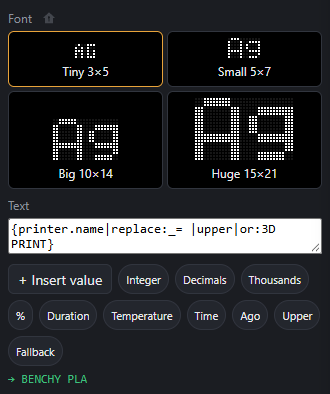 Font
AG
Tiny 3×5
Ag
Small 5×7
Ag
Big 10×14
Ag
Huge 15×21
Text
{printer.name|replace:_= |upper|or:3D
PRINT}
+ Insert value
Integer
Decimals
Thousands
%
Duration
Temperature
Time
Ago
Upper
Fallback
→ BENCHY PLA